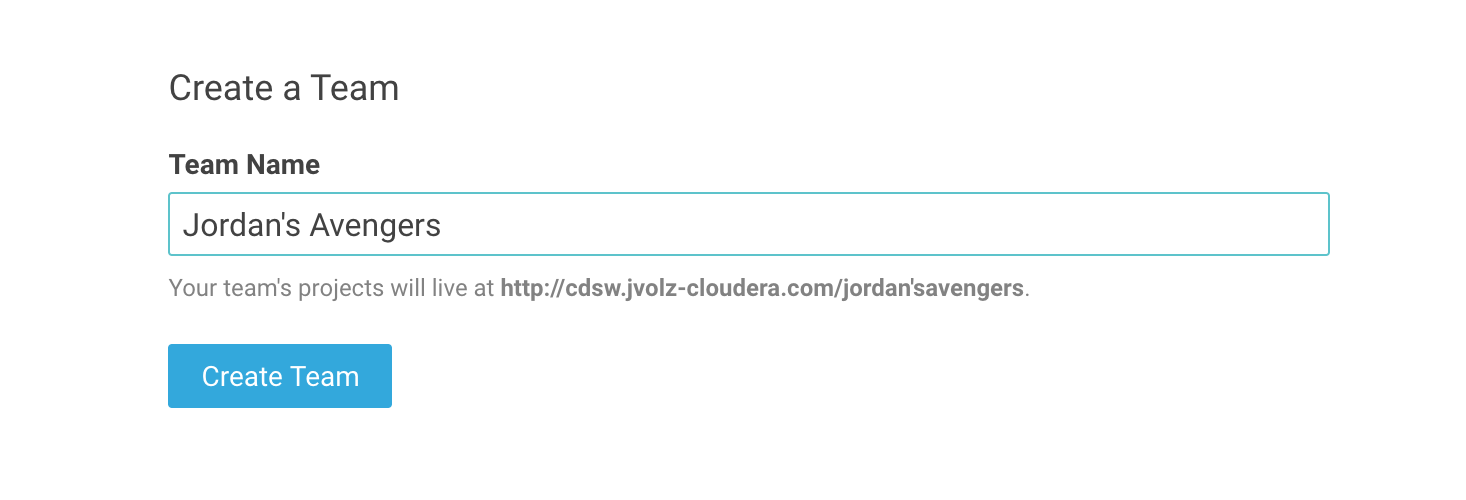 Create a Team
Team Name
Jordan's Avengers
Your team's projects will live at http://cdsw.jvolz-cloudera.com/jordan'savengers.
Create Team